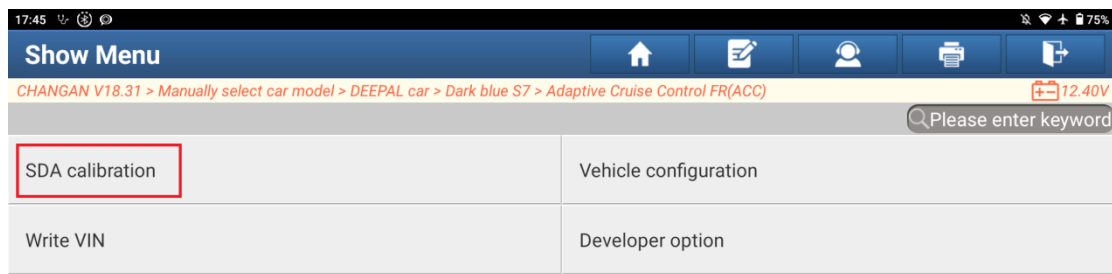 17:45 75%
Show Menu
CHANGAN V18.31 > Manually select car model > DEEPAL car > Dark blue S7 > Adaptive Cruise Control FR(ACC) 12.40V
Please enter keyword
SDA calibration Vehicle configuration
Write VIN Developer option